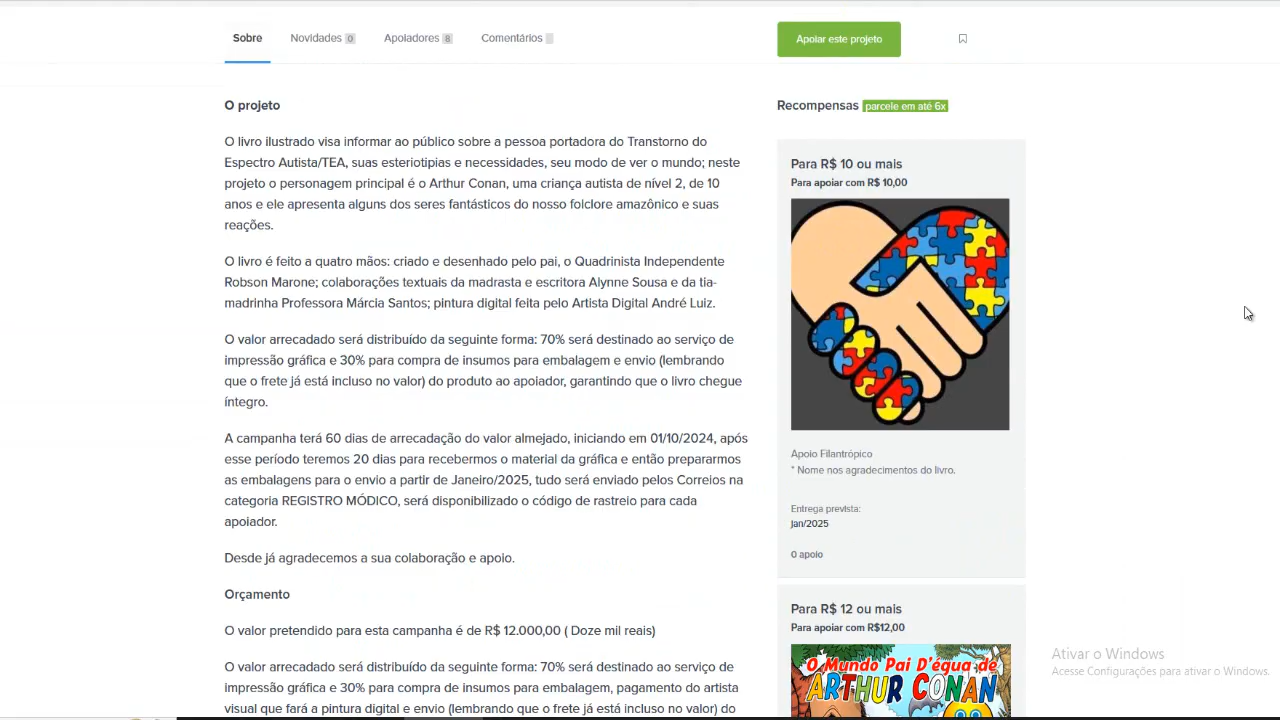 Sobre
Novidades 0
Apoiadores 8
Comentários
Apoiar este projeto
O projeto
O livro ilustrado visa informar ao público sobre a pessoa portadora do Transtorno do
Espectro Autista/TEA, suas esteriotipias e necessidades, seu modo de ver o mundo; neste
projeto o personagem principal é o Arthur Conan, uma criança autista de nível 2, de 10
anos e ele apresenta alguns dos seres fantásticos do nosso folclore amazônico e suas
reações.
O livro é feito a quatro mãos: criado e desenhado pelo pai, o Quadrinista Independente
Robson Marone; colaborações textuais da madrasta e escritora Alynne Sousa e da tia-
madrinha Professora Márcia Santos; pintura digital feita pelo Artista Digital André Luiz.
O valor arrecadado será distribuído da seguinte forma: 70% será destinado ao serviço de
impressão gráfica e 30% para compra de insumos para embalagem e envio (lembrando
que o frete já está incluso no valor) do produto ao apoiador, garantindo que o livro chegue
íntegro.
A campanha terá 60 dias de arrecadação do valor almejado, iniciando em 01/10/2024, após
esse período teremos 20 dias para recebermos o material da gráfica e então prepararmos
as embalagens para o envio a partir de Janeiro/2025, tudo será enviado pelos Correios na
categoria REGISTRO MÓDICO, será disponibilizado o código de rastreio para cada
apoiador.
Desde já agradecemos a sua colaboração e apoio.
Orçamento
O valor pretendido para esta campanha é de R$ 12.000,00 ( Doze mil reais)
O valor arrecadado será distribuído da seguinte forma: 70% será destinado ao serviço de
impressão gráfica e 30% para compra de insumos para embalagem, pagamento do artista
visual que fará a pintura digital e envio (lembrando que o frete já está incluso no valor) do
Recompensas parcele em até 6x
Para R$ 10 ou mais
Para apoiar com R$ 10,00
Apoio Filantrópico
* Nome nos agradecimentos do livro.
Entrega prevista:
jan/2025
0 apoio
Para R$ 12 ou mais
Para apoiar com R$12,00
O Mundo Pai D'égua de
ARTHUR CONAN
Ativar o Windows
Acesse Configurações para ativar o Windows.